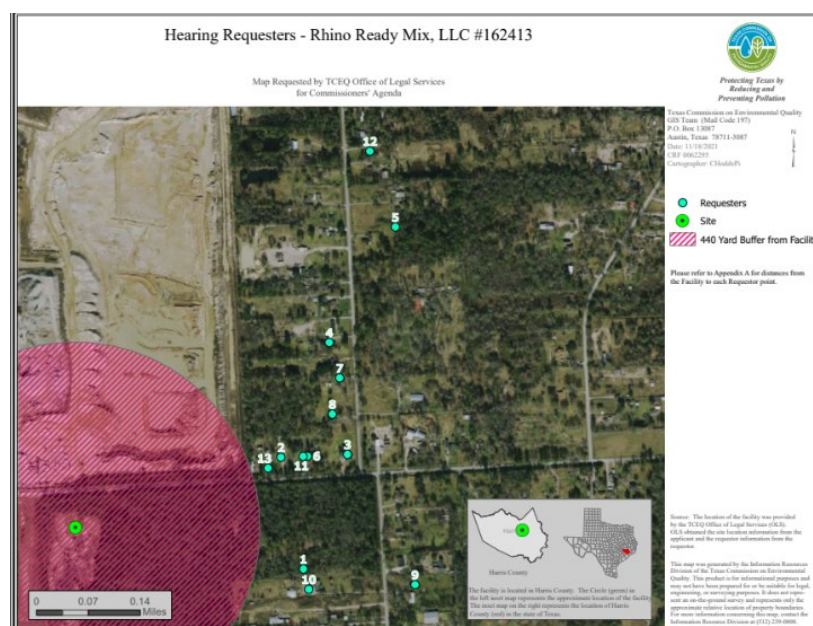 Hearing Requesters - Rhino Ready Mix, LLC #162413
Map Requested by TCEQ Office of Legal Services
for Commissioners' Agenda
Protecting Texas by
Reducing and
Preventing Pollution
Texas Commission on Environmental Quality
GIS Team (Mail Code 197)
P.O. Box 13087
Austin, Texas 78711-3087
Date: 11/18/2021
CRF 0062295
Cartographer: CHoddePi
N
Requesters
Site
440 Yard Buffer from Facilit
Please refer to Appendix A for distances from
the Facility to each Requestor point.
12
5
4
7
8
3
2
6
13
11
1
10
9
0 0.07 0.14
Miles
Harris County
The facility is located in Harris County. The Circle (green) in
the left inset map represents the approximate location of the facility.
The inset map on the right represents the location of Harris
County (red) in the state of Texas.
Source: The location of the facility was provided
by the TCEQ Office of Legal Services (OLS).
OLS obtained the site location information from the
applicant and the requestor information from the
requestor.
This map was generated by the Information Resources
Division of the Texas Commission on Environmental
Quality. This product is for informational purposes and
may not have been prepared for or be suitable for legal,
engineering, or surveying purposes. It does not repre-
sent an on-the-ground survey and represents only the
approximate relative location of property boundaries.
For more information concerning this map, contact the
Information Resource Division at (512) 239-0800.